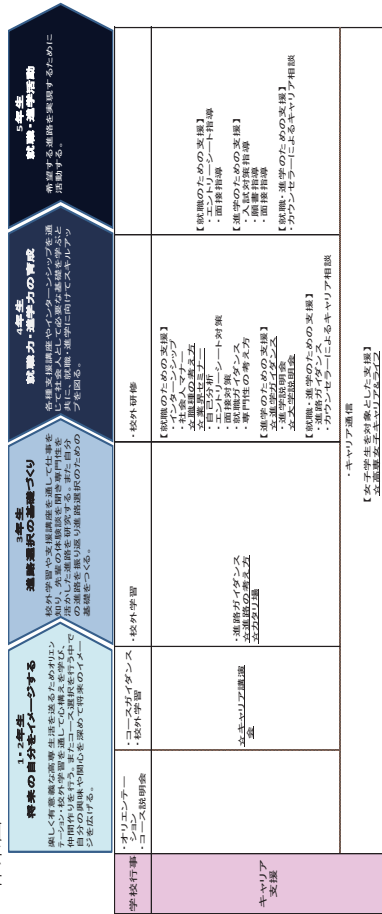 1・2年生
将来の自分をイメージする
楽しく有意義な高専生活を送るためオリエン
テーション・校外学習を通して心構えを学び、
仲間作りを行う。またコース選択を行う中で
自分の興味や関心を深めて将来のイメー
ジを広げる。
3年生
進路選択の基礎づくり
校外学習や支援講座を通して仕事を
知り、先輩の体験談を聞き専門性を
活かした進路を研究する。また自分
の進路を振り返り進路選択のための
基礎をつくる。
4年生
就職力・進学力の育成
各種支援講座やインターンシップを通
じて社会人として必要な基礎を学ぶと
共に、就職・進学に向けてスキルアッ
プを図る。
5年生
就職・進学活動
希望する進路を実現するために
活動する。
学校行事
・オリエンテー
ション
・コース説明会
・コースガイダンス
・校外学習
・校外学習
・校外研修
キャリア
支援
☆キャリア講演
会
・進路ガイダンス
☆進路の考え方
☆カタリ場
【就職のための支援】
・インターンシップ
・社会人マナー
☆職種の考え方
☆業界セミナー
・自己分析
・エントリーシート対策
・面接対策
・就職ガイダンス
・専門性の考え方
【進学のための支援】
☆進学ガイダンス
・進学説明会
☆大学説明会
【就職・進学のための支援】
・進路ガイダンス
・カウンセラーによるキャリア相談
【就職のための支援】
・エントリーシート指導
・面接指導
【進学のための支援】
・入試対策指導
・願書指導
・面接指導
【就職・進学のための支援】
・カウンセラーによるキャリア相談
・キャリア通信
【女子学生を対象とした支援】
☆高専女子キャリア&ライフ